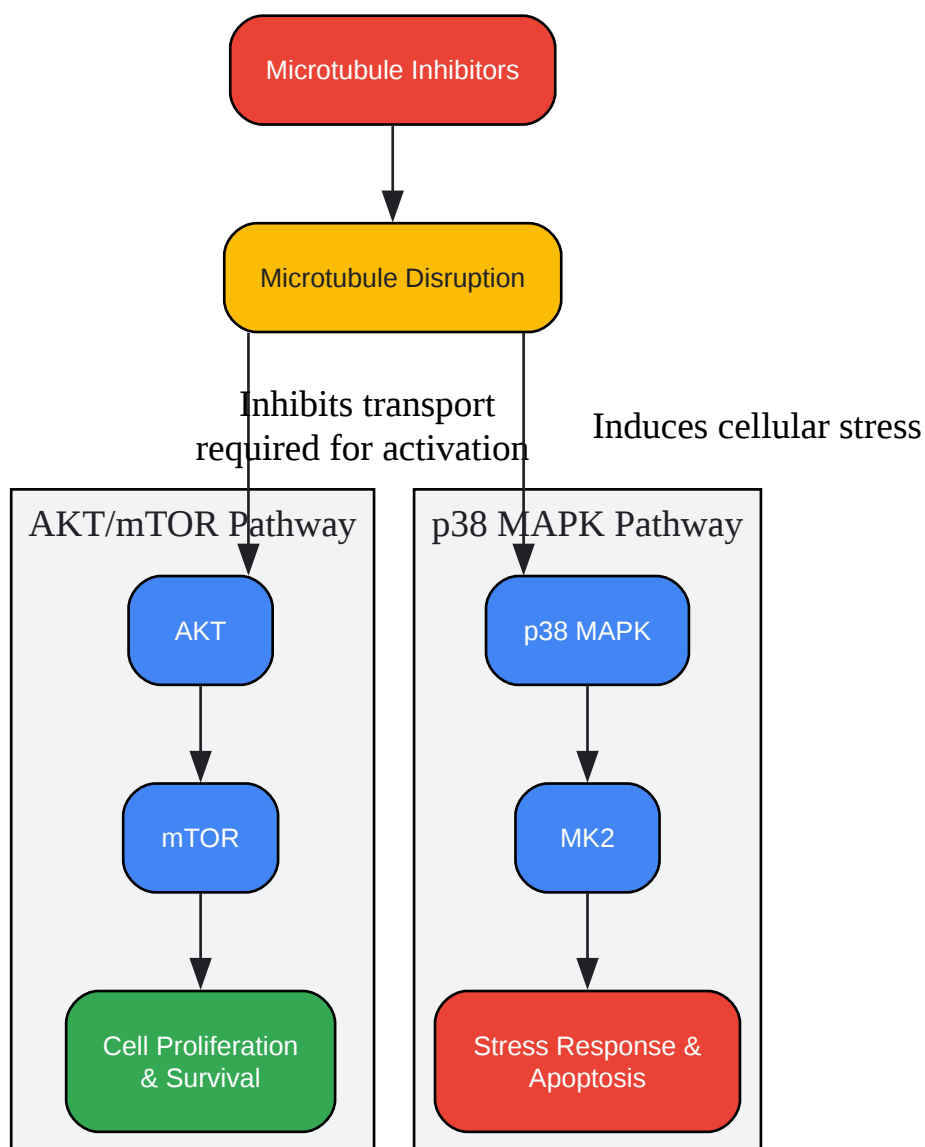 Microtubule Inhibitors
Microtubule Disruption
Inhibits transport
required for activation
Induces cellular stress
AKT/mTOR Pathway
AKT
mTOR
Cell Proliferation
& Survival
p38 MAPK Pathway
p38 MAPK
MK2
Stress Response &
Apoptosis